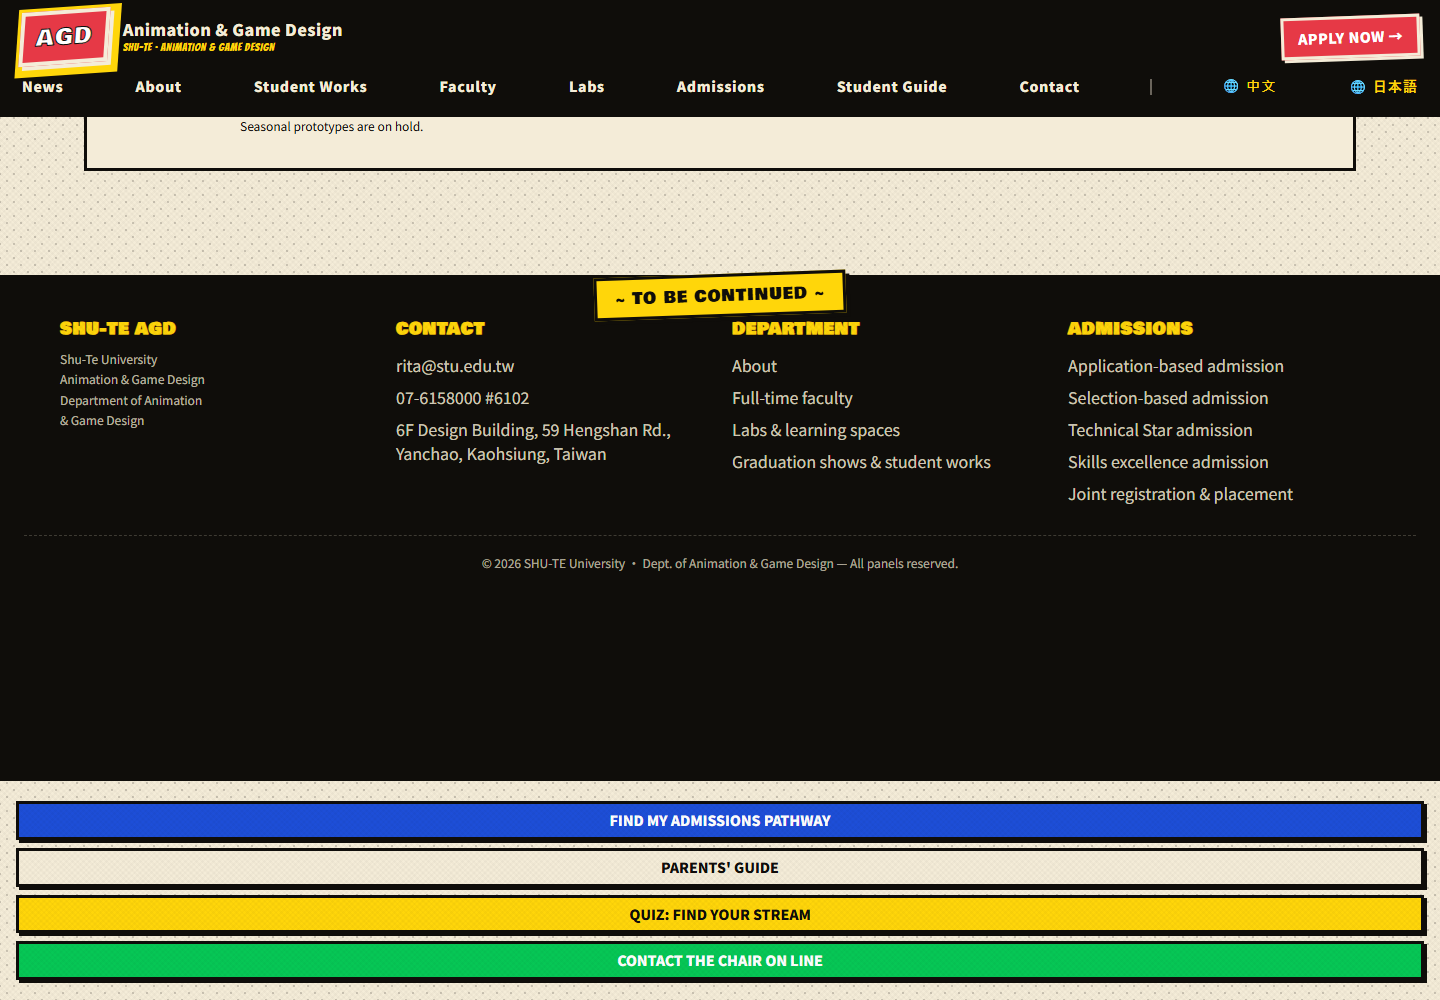 AGD
Animation & Game Design
SHU-TE · ANIMATION & GAME DESIGN
APPLY NOW →
News
About
Student Works
Faculty
Labs
Admissions
Student Guide
Contact
中文
日本語
Seasonal prototypes are on hold.
~ TO BE CONTINUED ~
SHU-TE AGD
Shu-Te University
Animation & Game Design
Department of Animation
& Game Design
CONTACT
rita@stu.edu.tw
07-6158000 #6102
6F Design Building, 59 Hengshan Rd.,
Yanchao, Kaohsiung, Taiwan
DEPARTMENT
About
Full-time faculty
Labs & learning spaces
Graduation shows & student works
ADMISSIONS
Application-based admission
Selection-based admission
Technical Star admission
Skills excellence admission
Joint registration & placement
© 2026 SHU-TE University ・ Dept. of Animation & Game Design — All panels reserved.
FIND MY ADMISSIONS PATHWAY
PARENTS' GUIDE
QUIZ: FIND YOUR STREAM
CONTACT THE CHAIR ON LINE